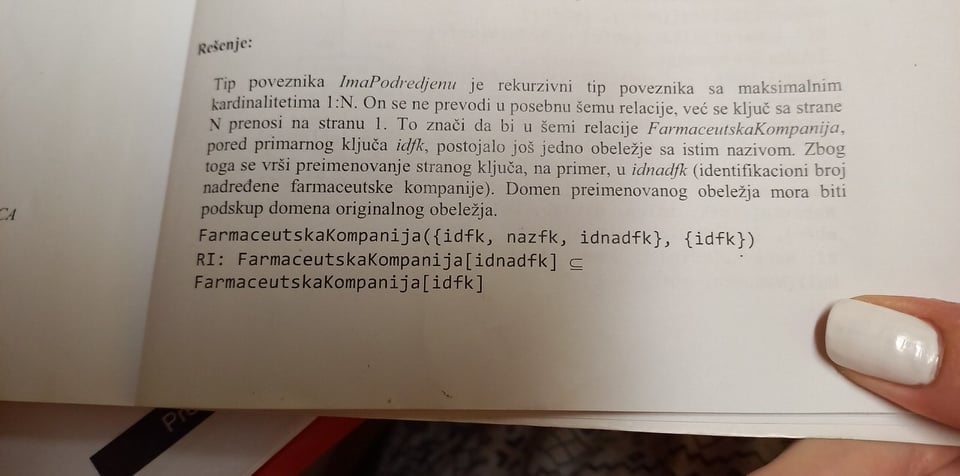 Rešenje:
Tip poveznika ImaPodredjenu je rekurzivni tip poveznika sa maksimalnim
kardinalitetima 1:N. On se ne prevodi u posebnu šemu relacije, već se ključ sa strane
N prenosi na stranu 1. To znači da bi u šemi relacije FarmaceutskaKompanija,
pored primarnog ključa idfk, postojalo još jedno obeležje sa istim nazivom. Zbog
toga se vrši preimenovanje stranog ključa, na primer, u idnadfk (identifikacioni broj
nadređene farmaceutske kompanije). Domen preimenovanog obeležja mora biti
podskup domena originalnog obeležja.
FarmaceutskaKompanija({idfk, nazfk, idnadfk}, {idfk})
RI: FarmaceutskaKompanija[idnadfk] ⊆
FarmaceutskaKompanija[idfk]
CA